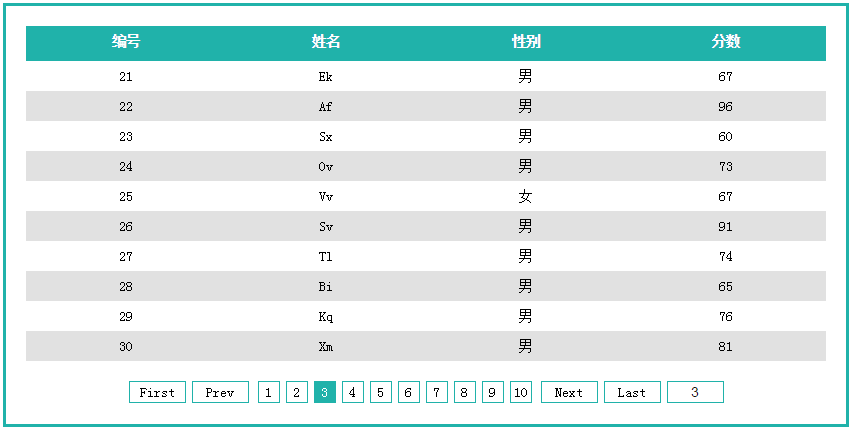 编号 姓名 性别 分数
21 Ek 男 67
22 Af 男 96
23 Sx 男 60
24 Ov 男 73
25 Vv 女 67
26 Sv 男 91
27 Tl 男 74
28 Bi 男 65
29 Kq 男 76
30 Xm 男 81
First Prev 1 2 3 4 5 6 7 8 9 10 Next Last 3